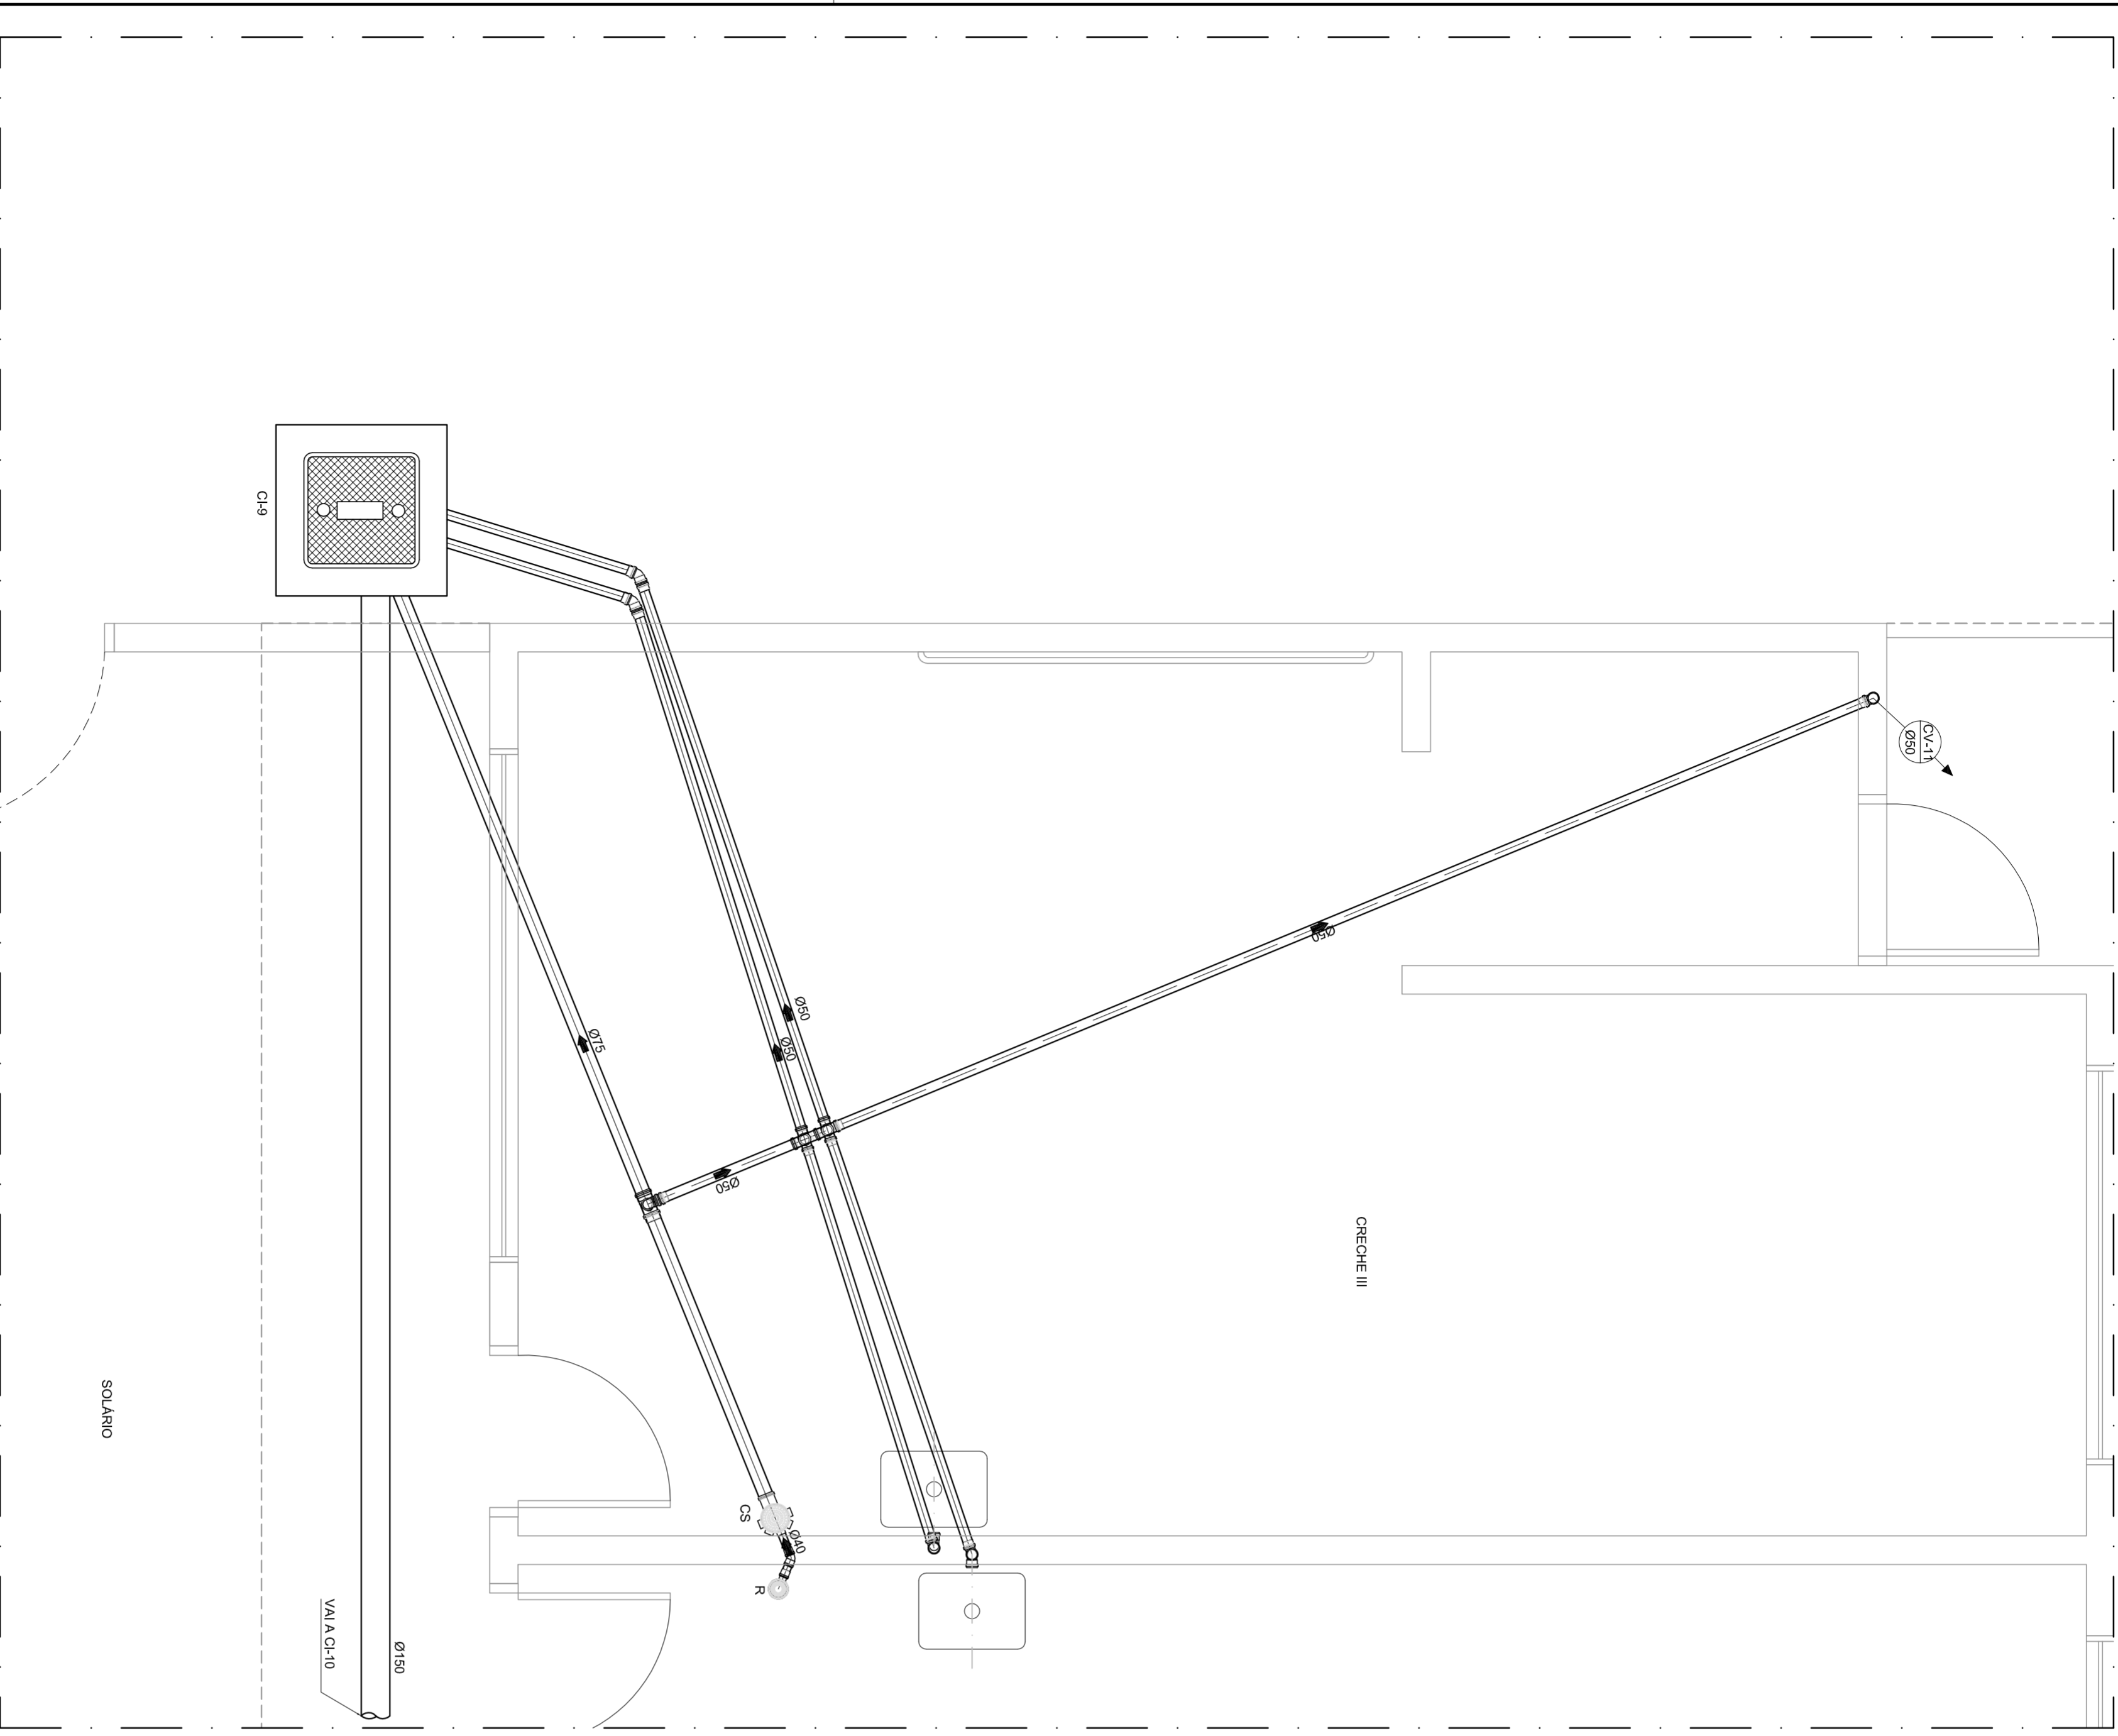 CI-9
CV-11
Ø50
Ø50
Ø50
Ø50
Ø75
Ø50
CRECHE III
SOLÁRIO
CS
Ø40
R
VAI A CI-10
Ø150